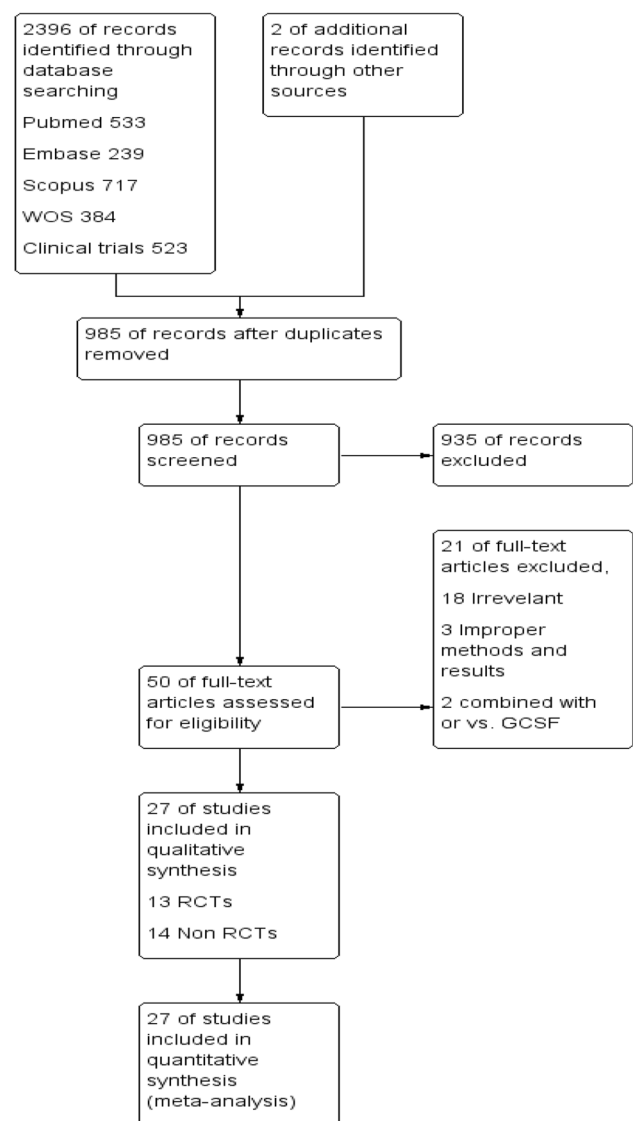 2396 of records
identified through
database
searching
Pubmed 533
Embase 239
Scopus 717
WOS 384
Clinical trials 523
2 of additional
records identified
through other
sources
985 of records after duplicates
removed
985 of records
screened
935 of records
excluded
21 of full-text
articles excluded,
18 Irrevelant
3 Improper
methods and
results
2 combined with
or vs. GCSF
50 of full-text
articles assessed
for eligibility
27 of studies
included in
qualitative
synthesis
13 RCTs
14 Non RCTs
27 of studies
included in
quantitative
synthesis
(meta-analysis)